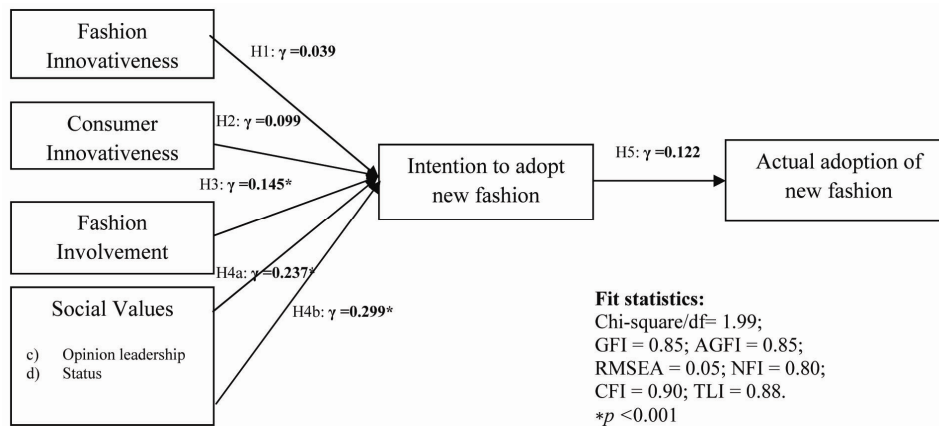 Fashion
Innovativeness
H1: γ =0.039
Consumer
Innovativeness
H2: γ =0.099
Fashion
Involvement
H3: γ =0.145*
Social Values
c) Opinion leadership
d) Status
H4a: γ =0.237*
H4b: γ =0.299*
Intention to adopt
new fashion
H5: γ =0.122
Actual adoption of
new fashion
Fit statistics:
Chi-square/df= 1.99;
GFI = 0.85; AGFI = 0.85;
RMSEA = 0.05; NFI = 0.80;
CFI = 0.90; TLI = 0.88.
*p <0.001